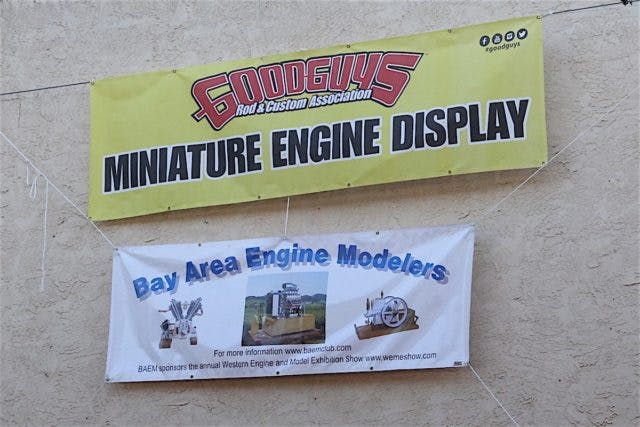 GOODGUYS
Rod & Custom Association
#goodguys
MINIATURE ENGINE DISPLAY
Bay Area Engine Modelers
For more information www.baemclub.com
BAEM sponsors the annual Western Engine and Model Exhibition Show www.wemeshow.com